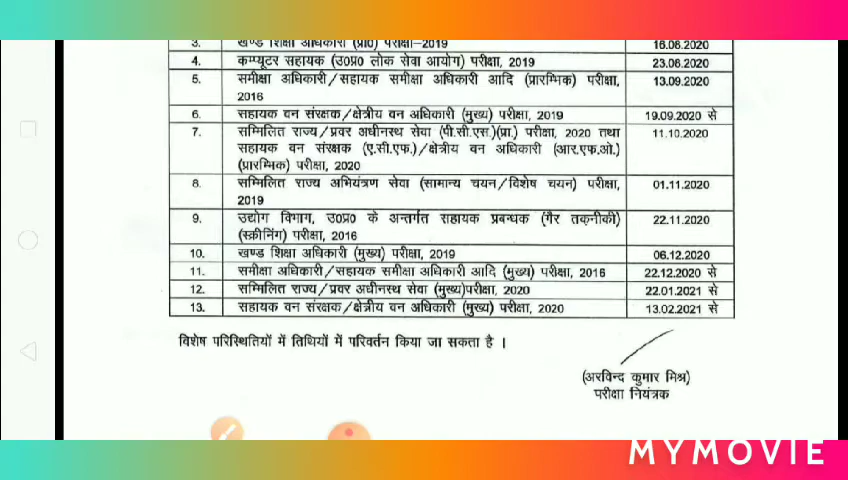 3. खण्ड शिक्षा अधिकारी (प्रा०) परीक्षा–2019 16.08.2020
4. कम्प्यूटर सहायक (उ०प्र० लोक सेवा आयोग) परीक्षा, 2019 23.08.2020
5. समीक्षा अधिकारी/सहायक समीक्षा अधिकारी आदि (प्रारम्भिक) परीक्षा, 13.09.2020
2016
6. सहायक वन संरक्षक/क्षेत्रीय वन अधिकारी (मुख्य) परीक्षा, 2019 19.09.2020 से
7. सम्मिलित राज्य/प्रवर अधीनस्थ सेवा (पी.सी.एस.)(प्रा.) परीक्षा, 2020 तथा 11.10.2020
सहायक वन संरक्षक (ए.सी.एफ.)/क्षेत्रीय वन अधिकारी (आर.एफ.ओ.)
(प्रारम्भिक) परीक्षा, 2020
8. सम्मिलित राज्य अभियंत्रण सेवा (सामान्य चयन/विशेष चयन) परीक्षा, 01.11.2020
2019
9. उद्योग विभाग, उ०प्र० के अन्तर्गत सहायक प्रबन्धक (गैर तकनीकी) 22.11.2020
(स्क्रीनिंग) परीक्षा, 2016
10. खण्ड शिक्षा अधिकारी (मुख्य) परीक्षा, 2019 06.12.2020
11. समीक्षा अधिकारी/सहायक समीक्षा अधिकारी आदि (मुख्य) परीक्षा, 2016 22.12.2020 से
12. सम्मिलित राज्य/प्रवर अधीनस्थ सेवा (मुख्य)परीक्षा, 2020 22.01.2021 से
13. सहायक वन संरक्षक/क्षेत्रीय वन अधिकारी (मुख्य) परीक्षा, 2020 13.02.2021 से
विशेष परिस्थितियों में तिथियों में परिवर्तन किया जा सकता है ।
(अरविन्द कुमार मिश्र)
परीक्षा नियंत्रक
MYMOVIE